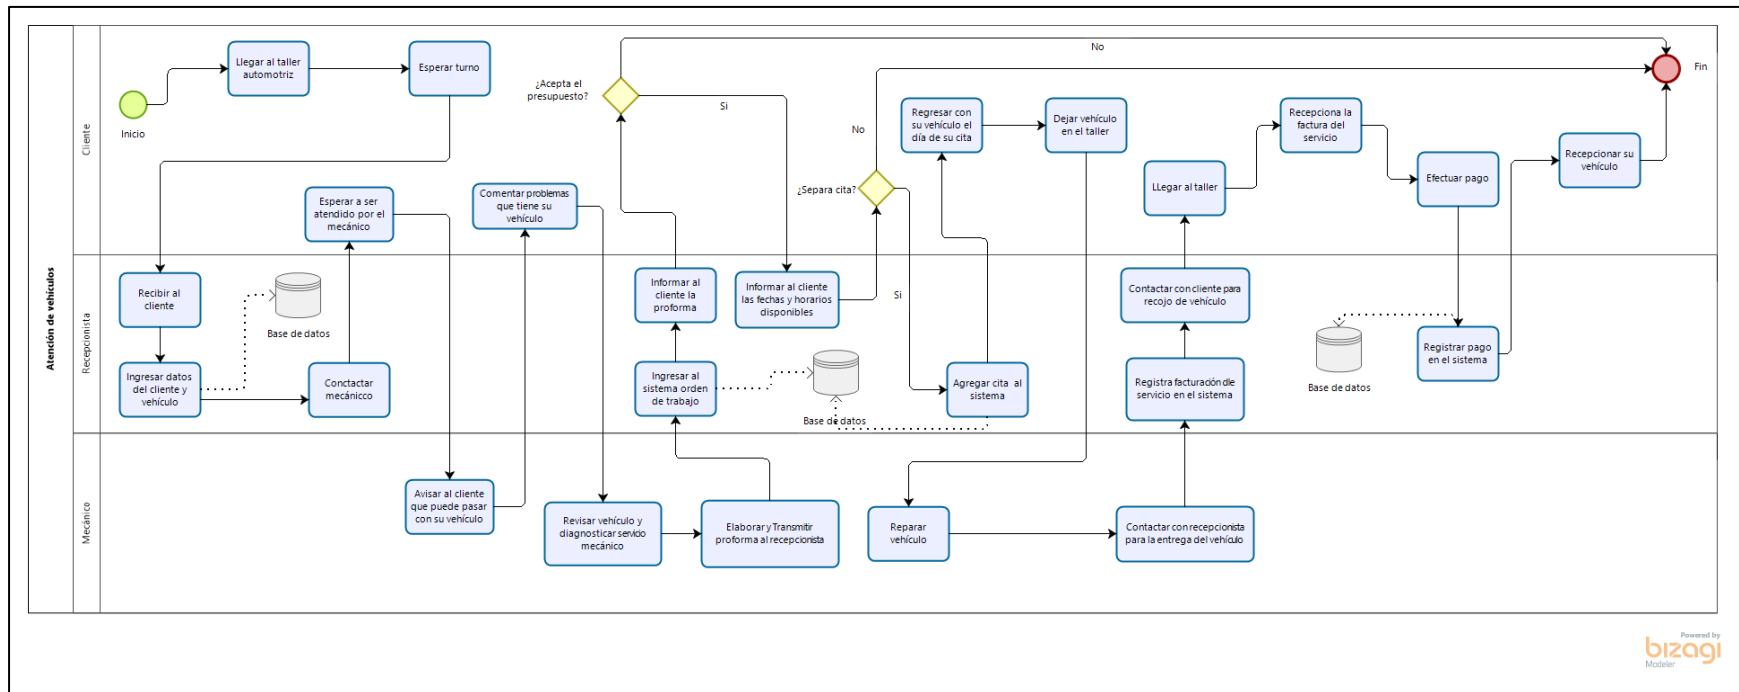 Atención de vehículos
Cliente
Inicio
Llegar al taller
automotriz
Esperar turno
¿Acepta el
presupuesto?
No
Si
No
¿Separa cita?
Si
Regresar con
su vehículo el
día de su cita
Dejar vehículo
en el taller
LLegar al taller
Recepciona la
factura del
servicio
Efectuar pago
Recepcionar su
vehículo
Fin
Esperar a ser
atendido por el
mecánico
Comentar problemas
que tiene su
vehículo
Recepcionista
Recibir al
cliente
Ingresar datos
del cliente y
vehículo
Base de datos
Conctactar
mecánicco
Informar al
cliente la
proforma
Ingresar al
sistema orden
de trabajo
Informar al cliente
las fechas y horarios
disponibles
Base de datos
Agregar cita al
sistema
Contactar con cliente para
recojo de vehículo
Registra facturación de
servicio en el sistema
Base de datos
Registrar pago
en el sistema
Mecánico
Avisar al cliente
que puede pasar
con su vehículo
Revisar vehículo y
diagnosticar servicio
mecánico
Elaborar y Transmitir
proforma al recepcionista
Reparar
vehículo
Contactar con recepcionista
para la entrega del vehículo
Powered by
bizagi
Modeler